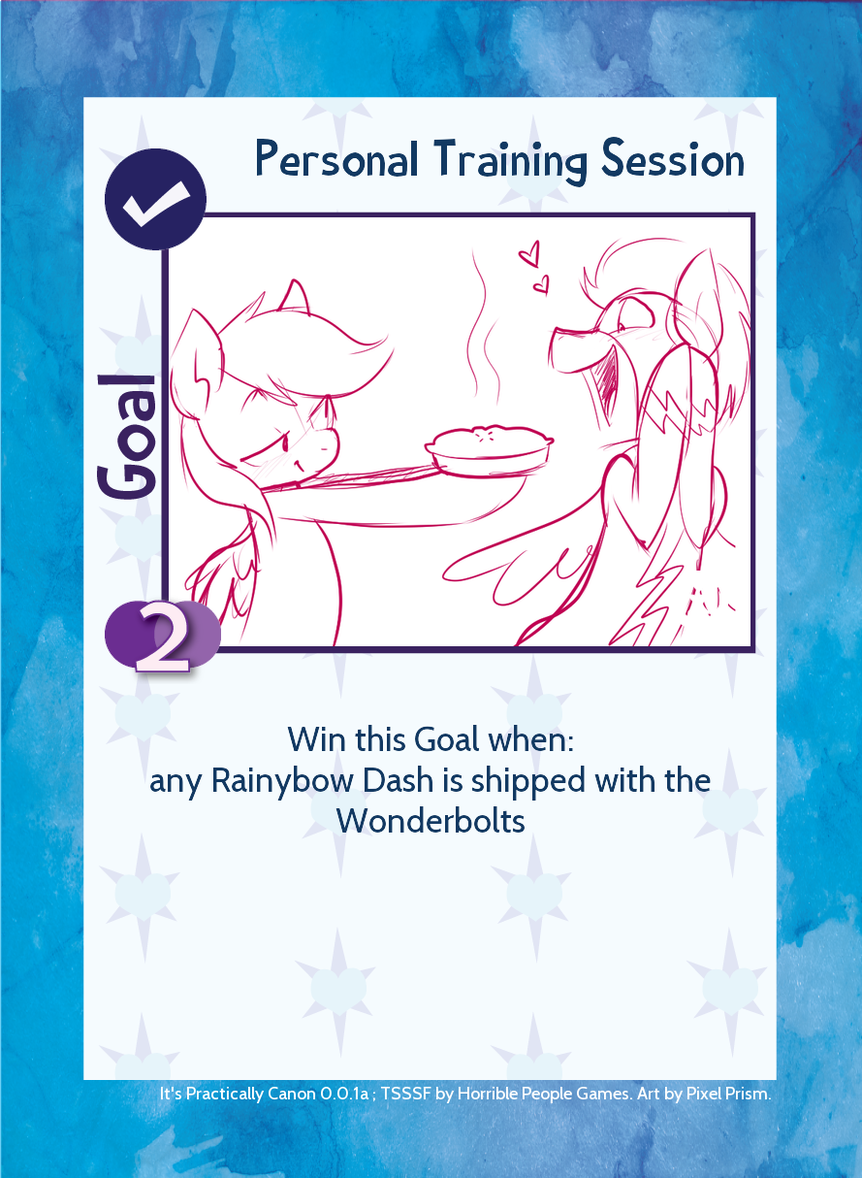 Personal Training Session
Goal
2
Win this Goal when:
any Rainybow Dash is shipped with the
Wonderbolts
It's Practically Canon 0.0.1a ; TSSSF by Horrible People Games. Art by Pixel Prism.